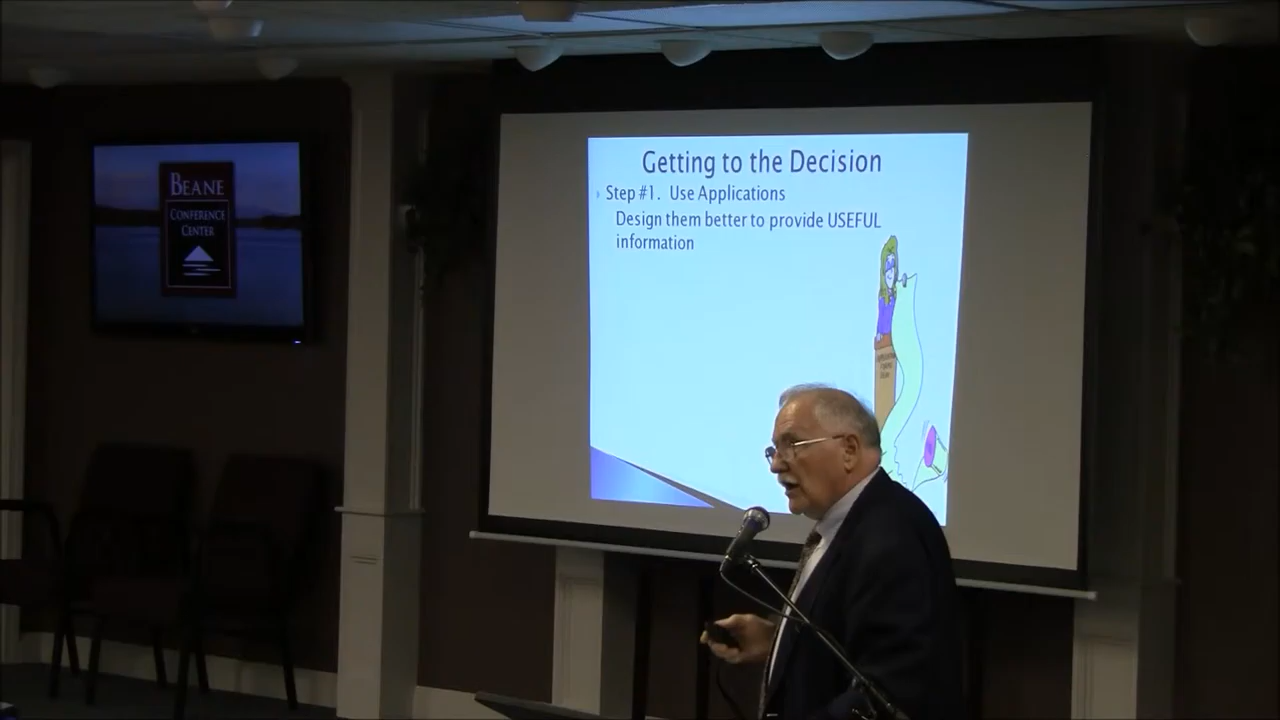 BEANE
CONFERENCE
CENTER
Getting to the Decision
Step #1. Use Applications
Design them better to provide USEFUL
information